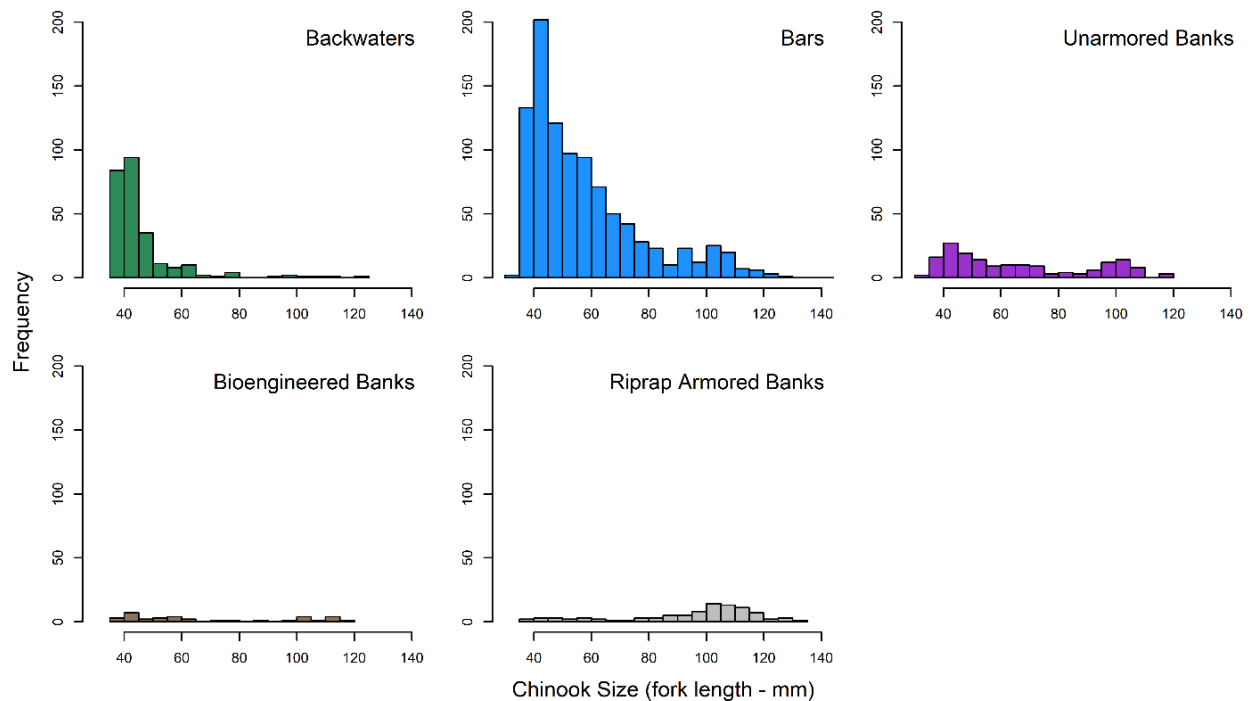 Backwaters
Bars
Unarmored Banks
0 50 100 150 200
0 50 100 150 200
0 50 100 150 200
40 60 80 100 120 140
40 60 80 100 120 140
40 60 80 100 120 140
Frequency
Bioengineered Banks
Riprap Armored Banks
0 50 100 150 200
0 50 100 150 200
40 60 80 100 120 140
40 60 80 100 120 140
Chinook Size (fork length - mm)